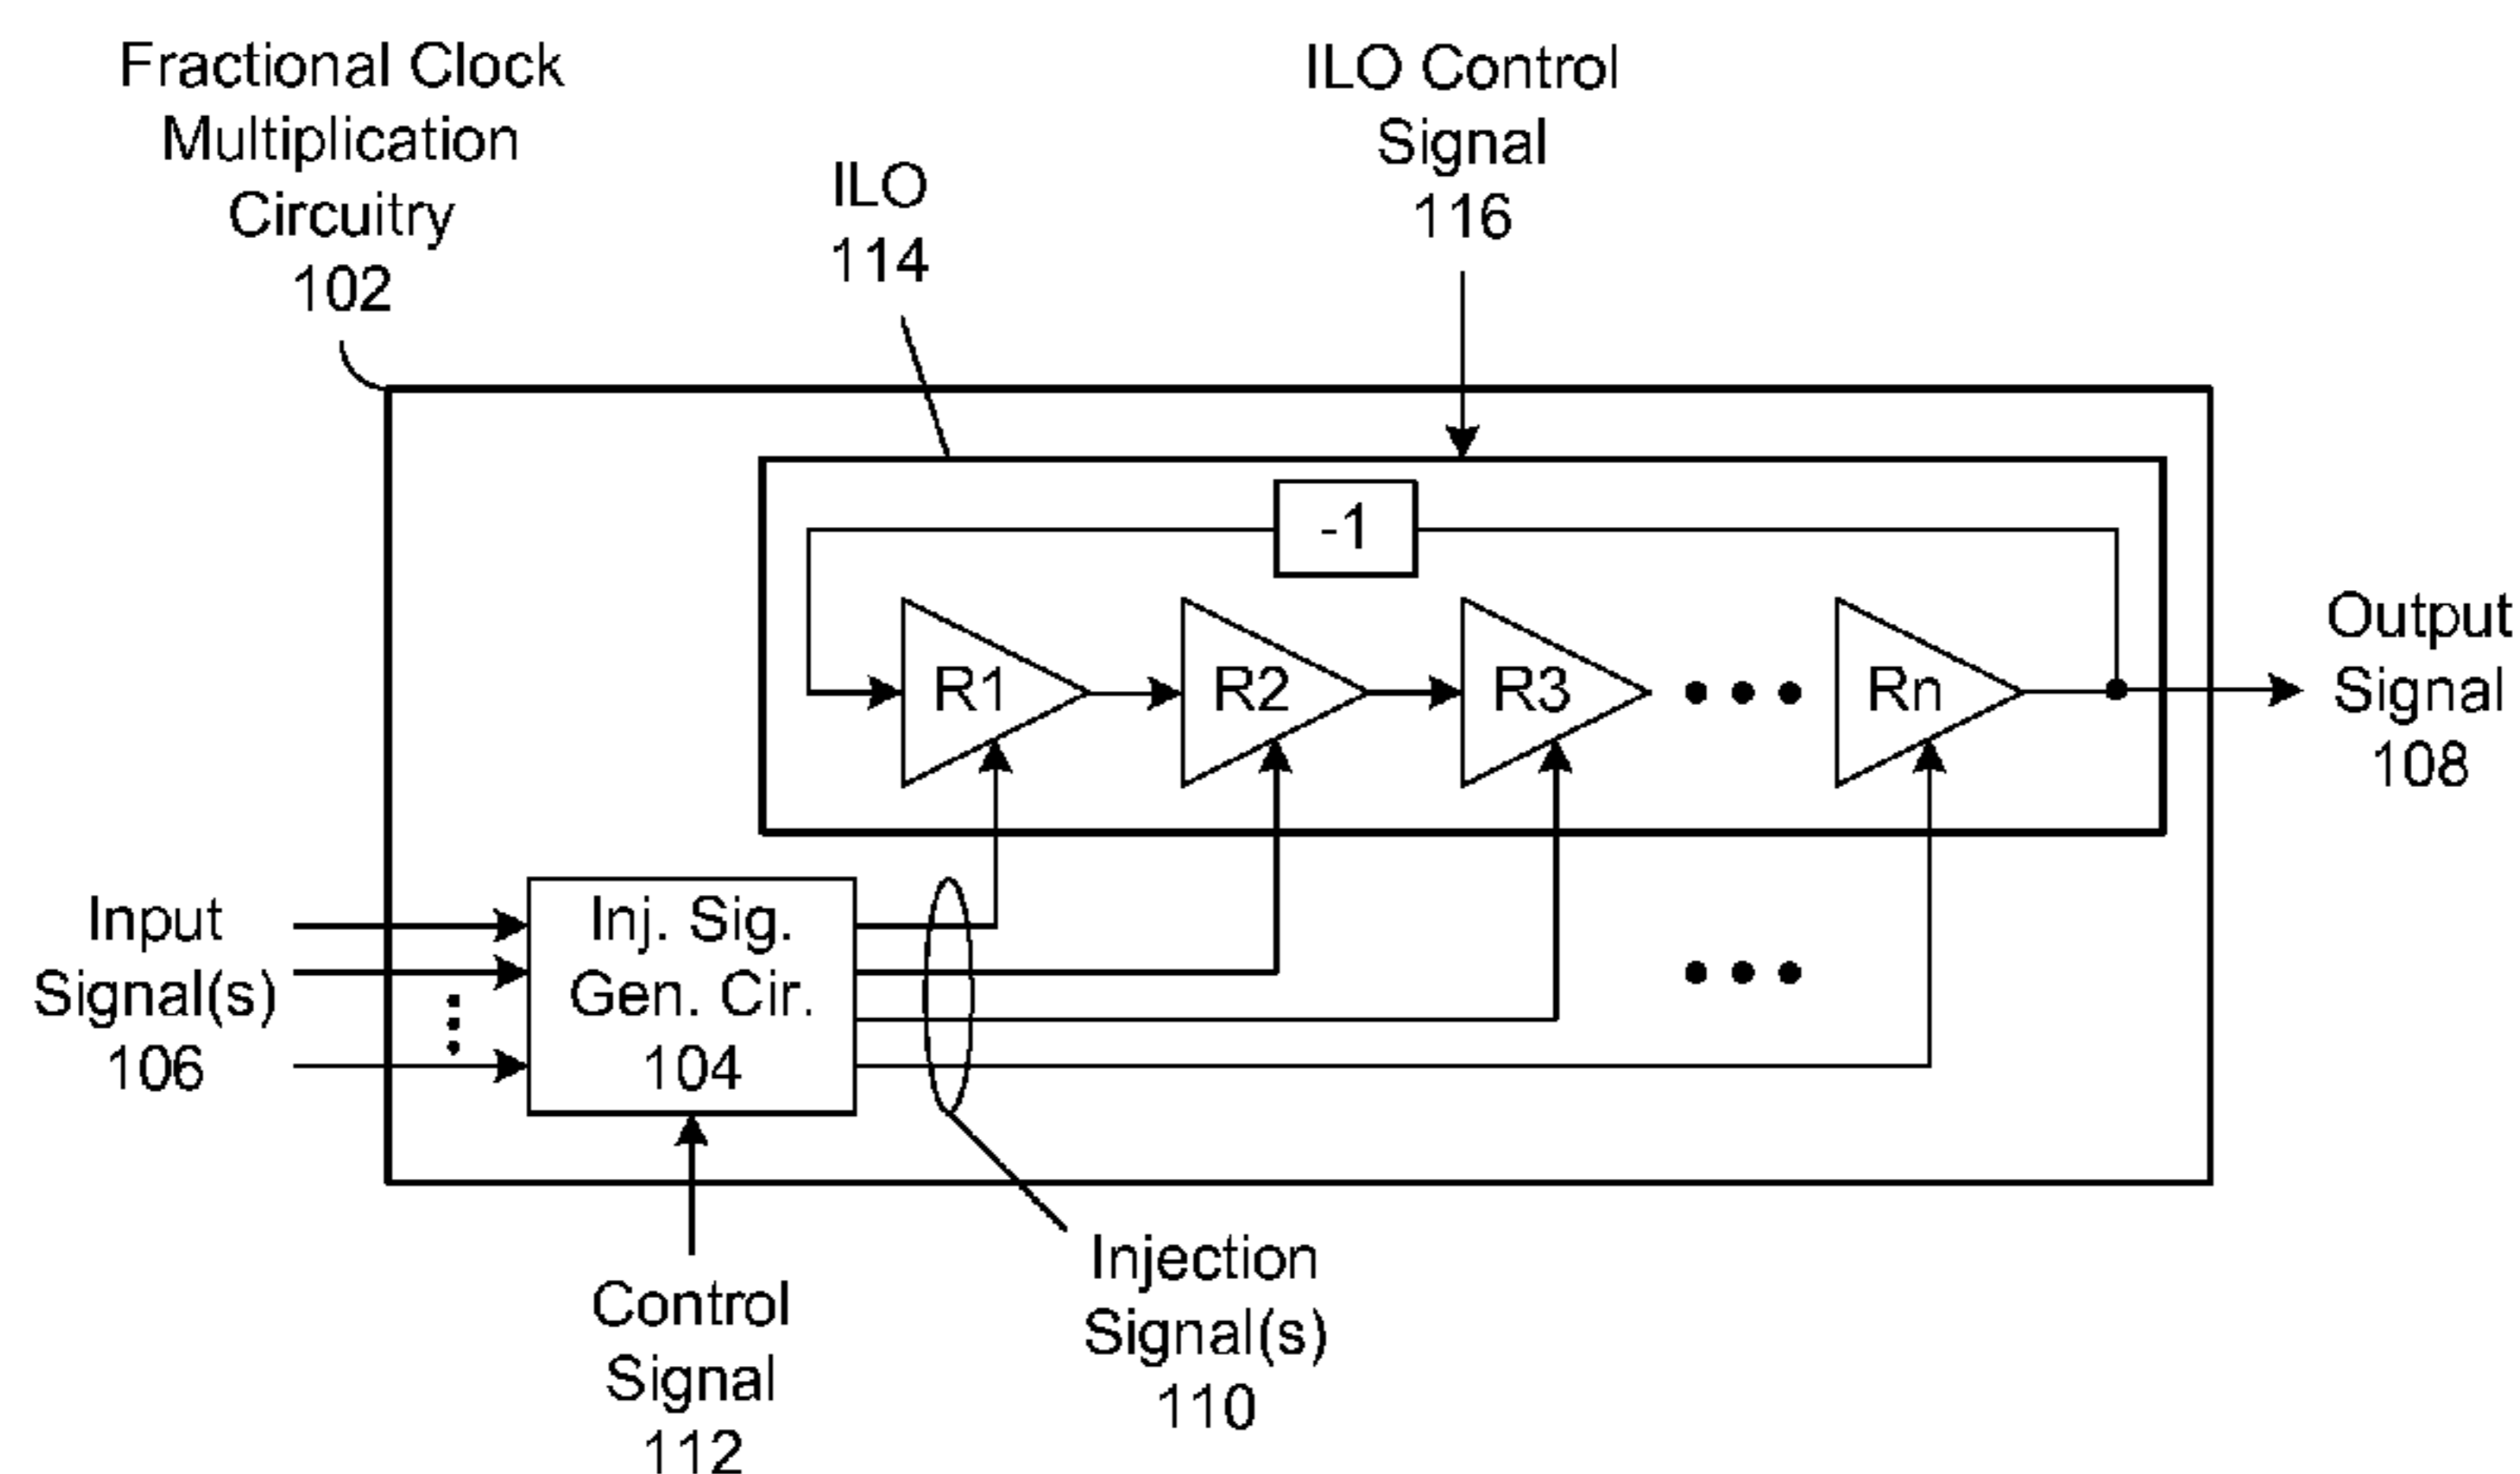 Fractional Clock
Multiplication
Circuitry
102
ILO
114
ILO Control
Signal
116
-1
R1
R2
R3
Rn
Output
Signal
108
Input
Signal(s)
106
Inj. Sig.
Gen. Cir.
104
Injection
Signal(s)
110
Control
Signal
112